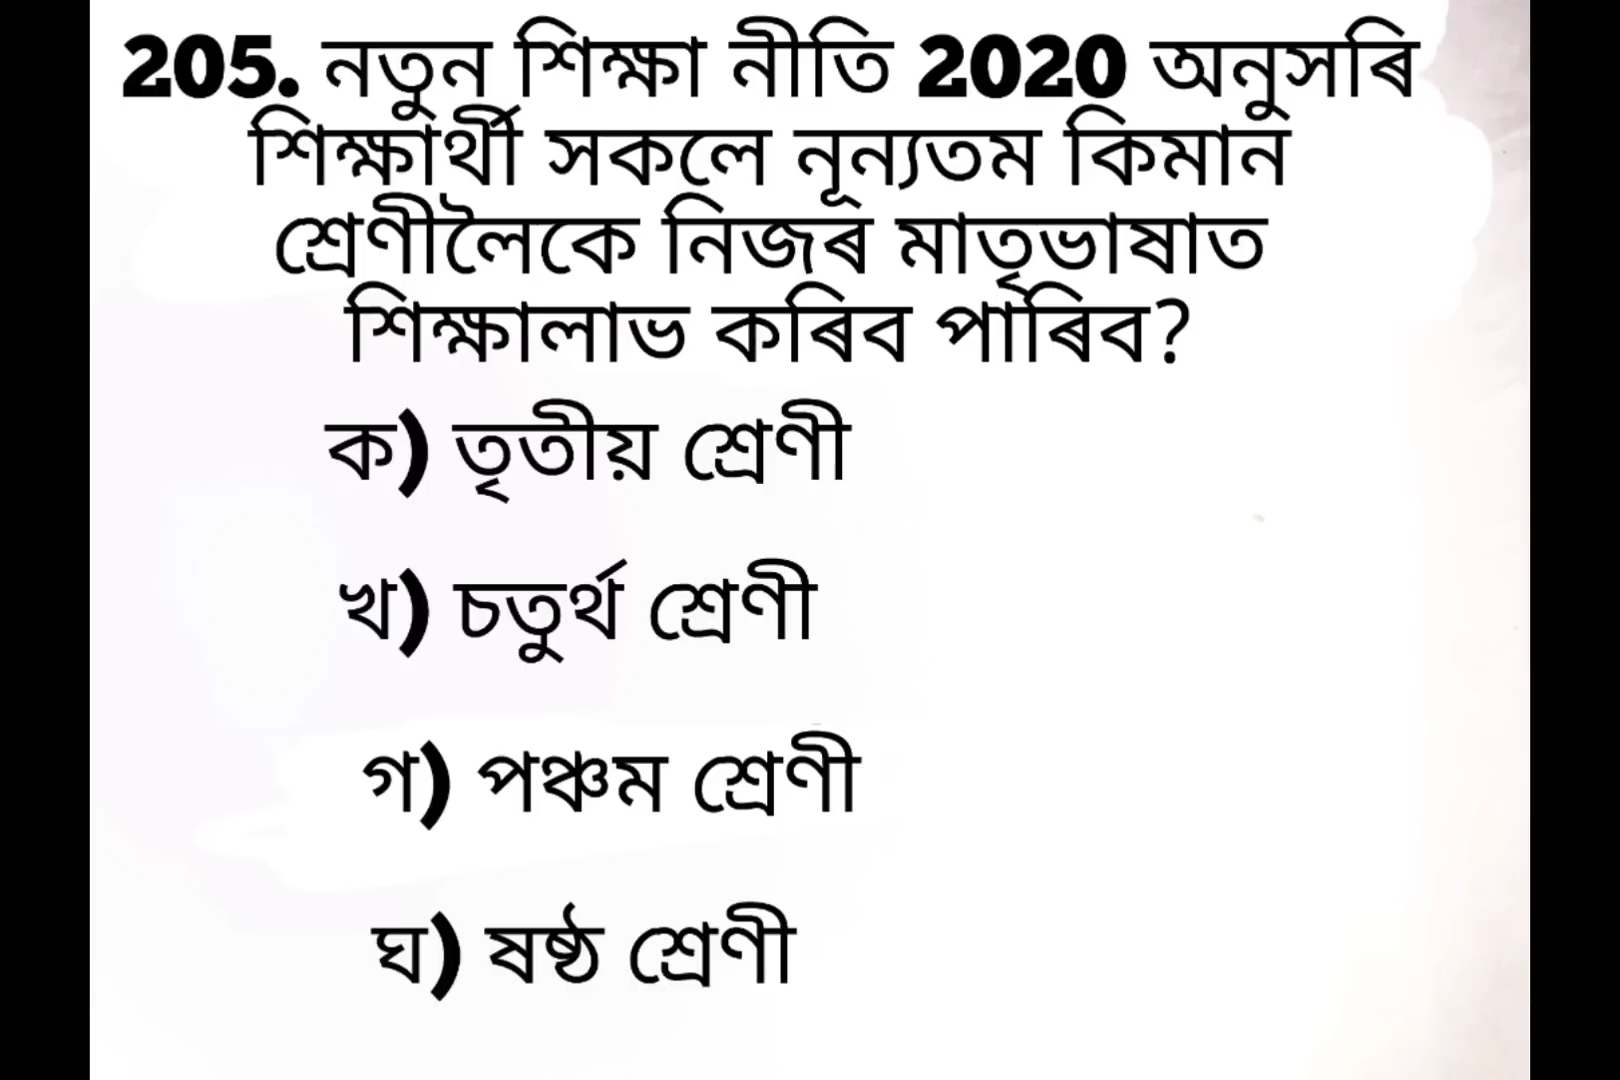 205. নতুন শিক্ষা নীতি 2020 অনুসৰি
শিক্ষাৰ্থী সকলে নূন্যতম কিমান
শ্ৰেণীলৈকে নিজৰ মাতৃভাষাত
শিক্ষালাভ কৰিব পাৰিব?
ক) তৃতীয় শ্ৰেণী
খ) চতুৰ্থ শ্ৰেণী
গ) পঞ্চম শ্ৰেণী
ঘ) ষষ্ঠ শ্ৰেণী